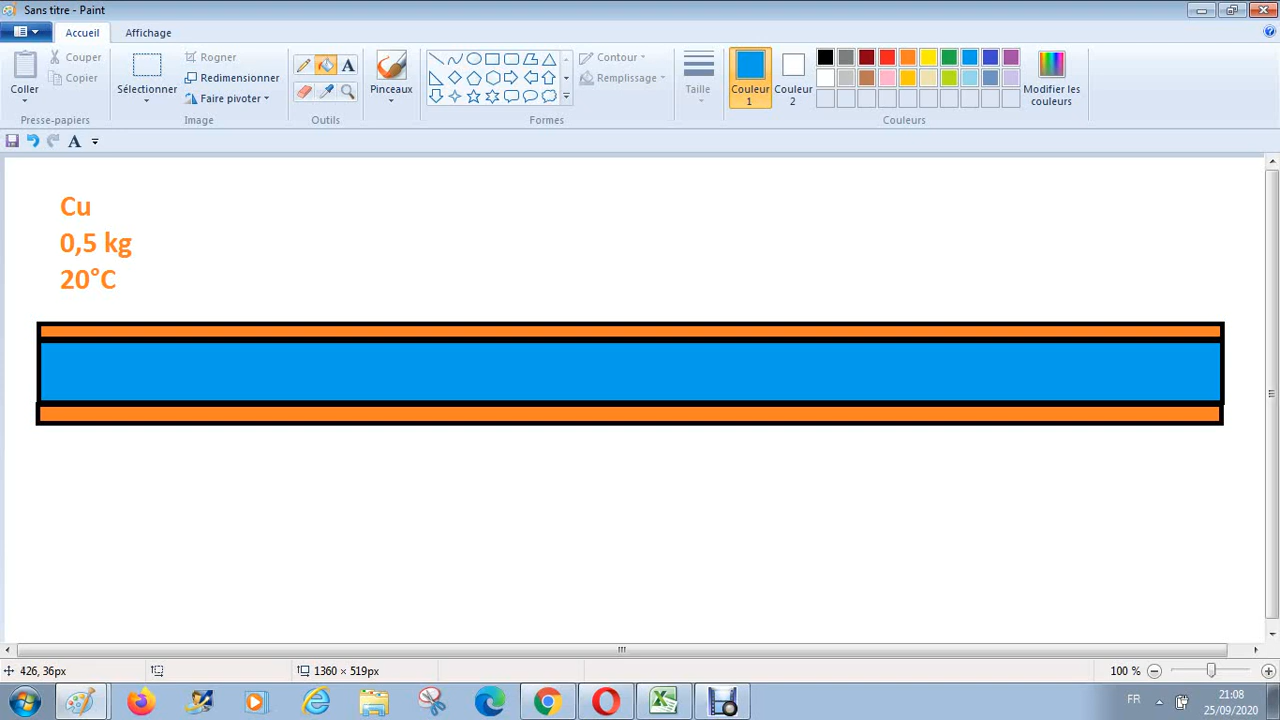 Sans titre - Paint
Accueil Affichage
Coller
Couper
Copier
Presse-papiers
Sélectionner
Rogner
Redimensionner
Faire pivoter
Image
A
Outils
Pinceaux
Contour
Remplissage
Formes
Taille
Couleur 1
Couleur 2
Modifier les couleurs
Couleurs
A
Cu
0,5 kg
20°C
426, 36px
1360 × 519px
100 %
FR
21:08
25/09/2020